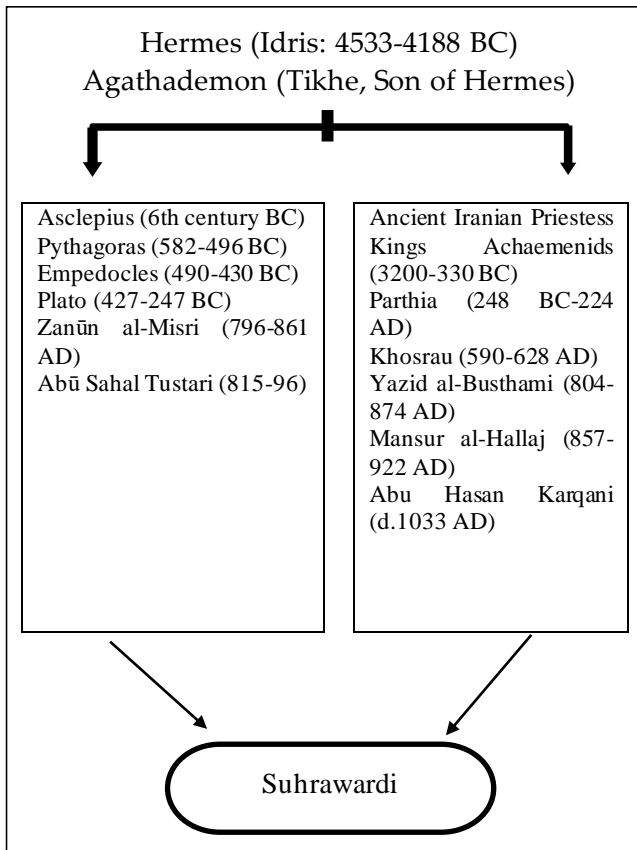 Hermes (Idris: 4533-4188 BC)
Agathademon (Tikhe, Son of Hermes)
Asclepius (6th century BC)
Pythagoras (582-496 BC)
Empedocles (490-430 BC)
Plato (427-247 BC)
Zanūn al-Misri (796-861
AD)
Abū Sahal Tustari (815-96)
Ancient Iranian Priestess
Kings Achaemenids
(3200-330 BC)
Parthia (248 BC-224
AD)
Khosrau (590-628 AD)
Yazid al-Busthami (804-
874 AD)
Mansur al-Hallaj (857-
922 AD)
Abu Hasan Karqani
(d.1033 AD)
Suhrawardi